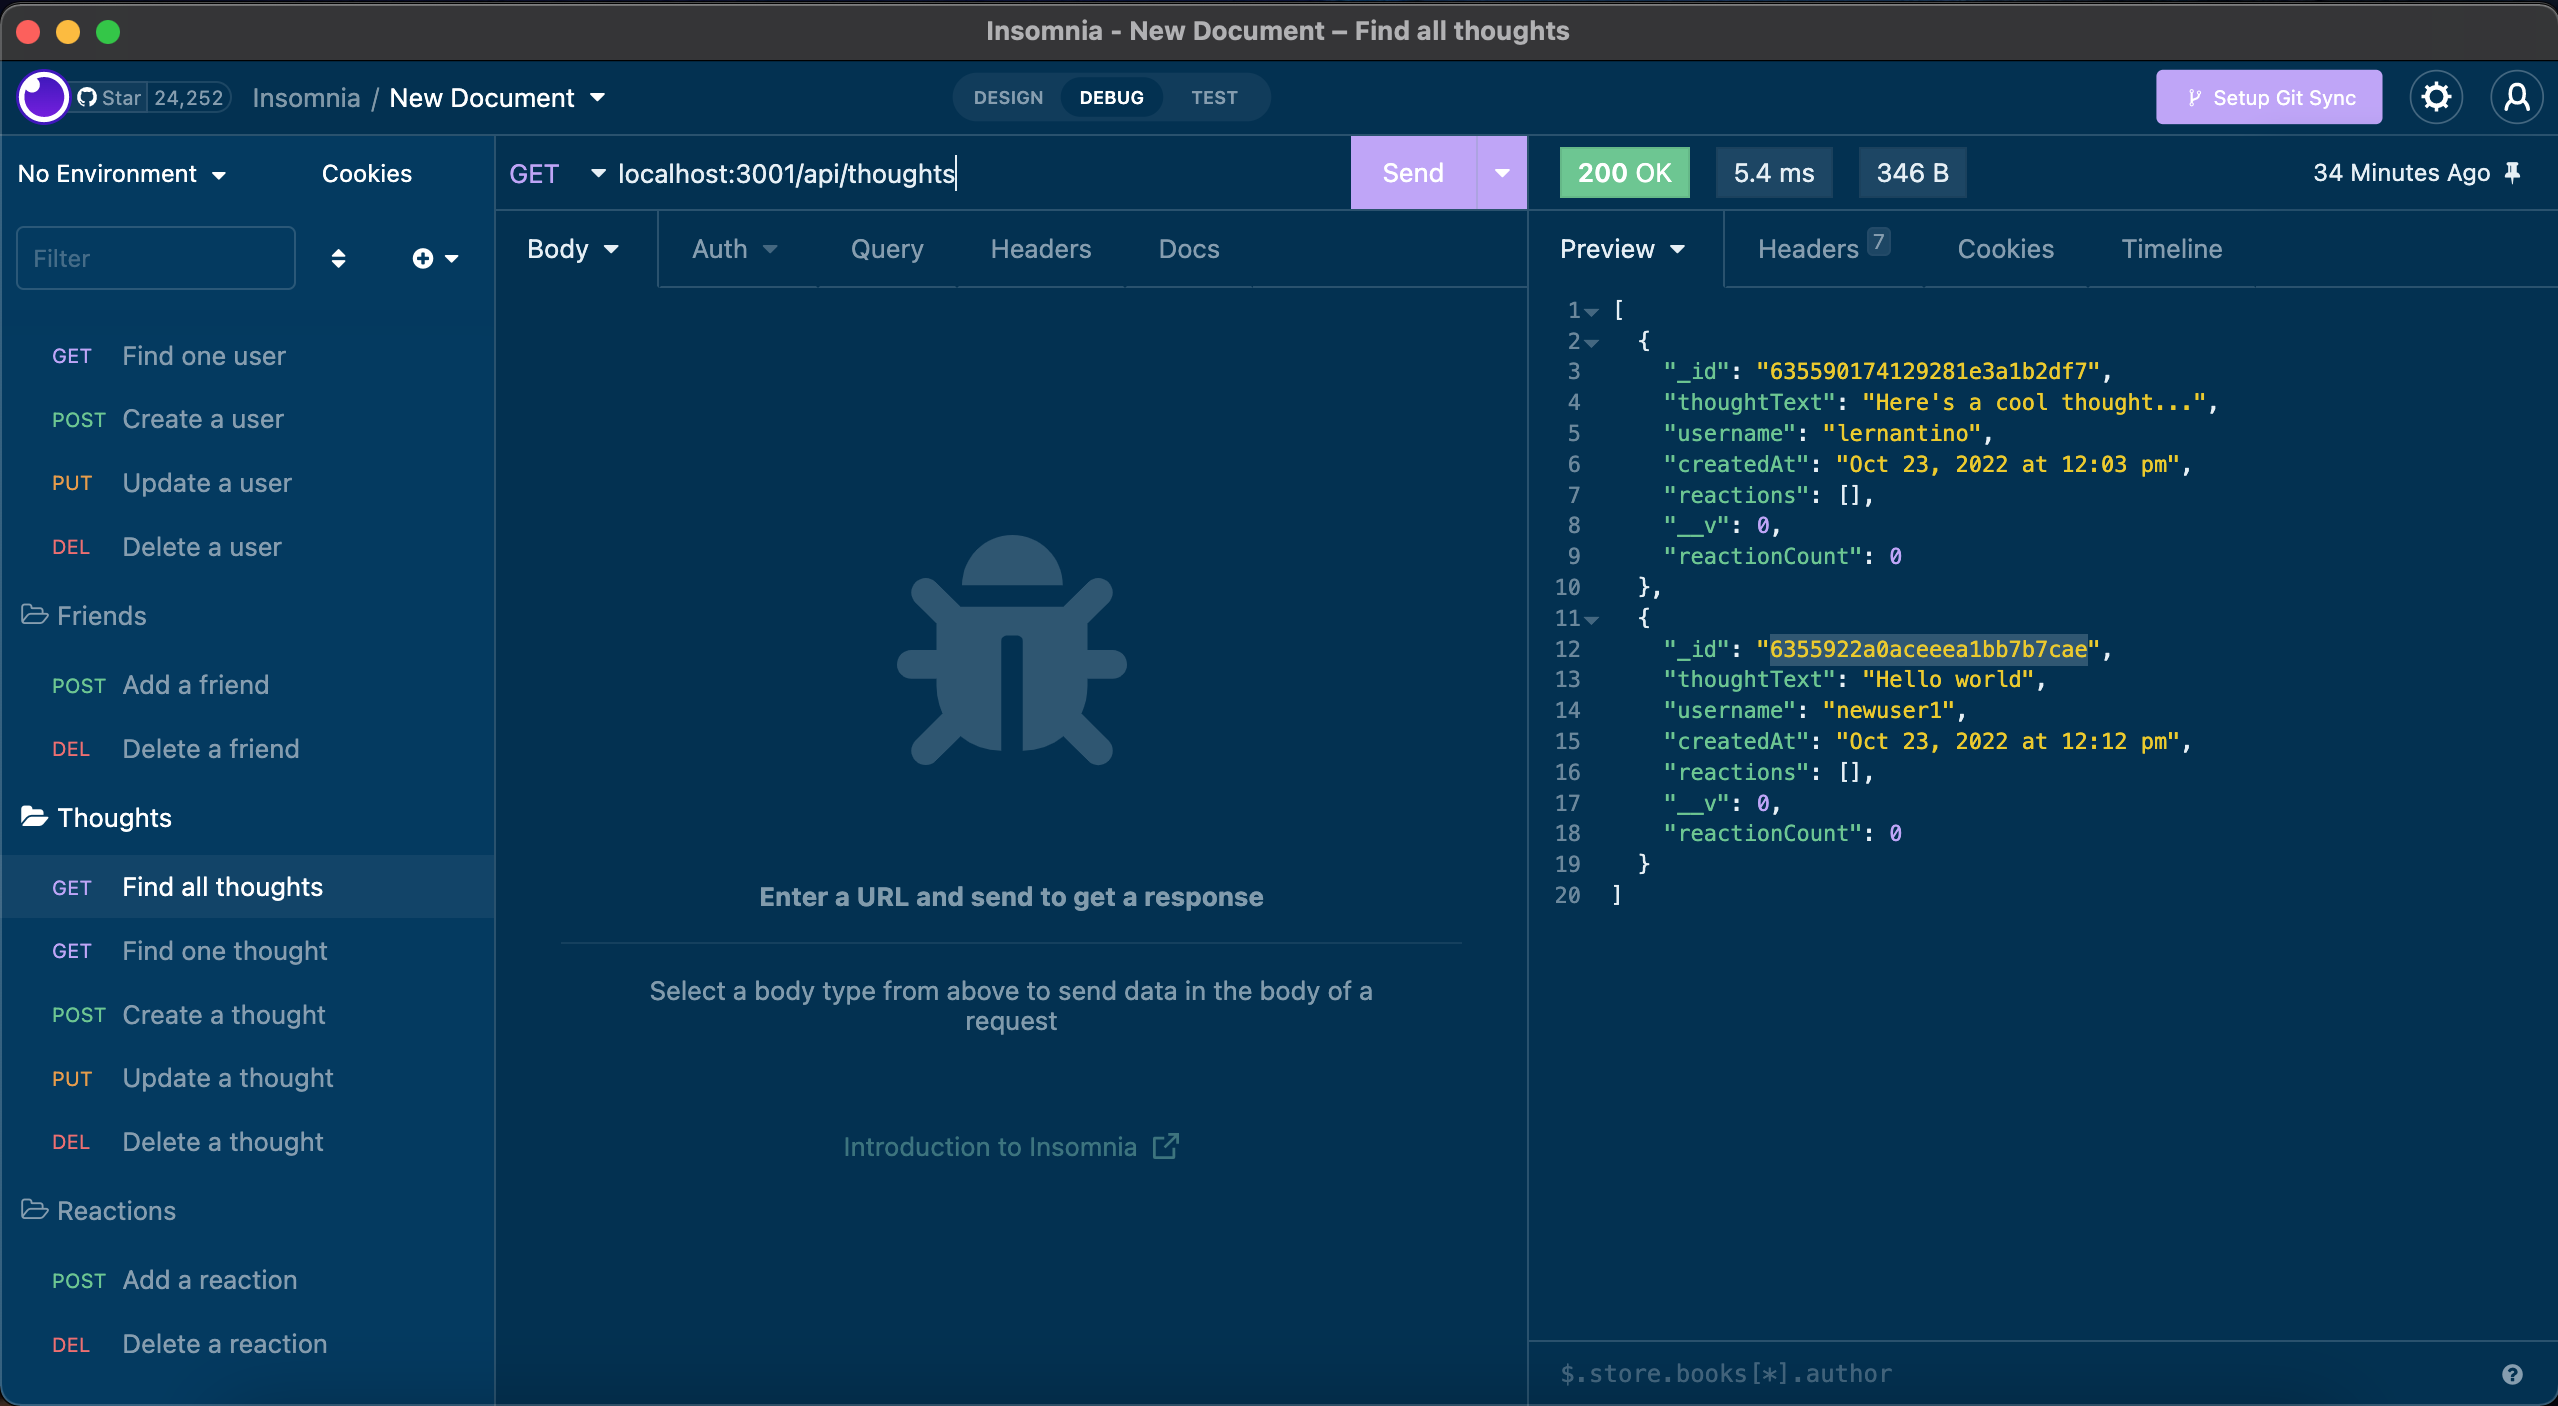 Insomnia - New Document – Find all thoughts
Star 24,252 Insomnia / New Document
DESIGN DEBUG TEST
Setup Git Sync
No Environment Cookies
Filter
GET Find one user
POST Create a user
PUT Update a user
DEL Delete a user
Friends
POST Add a friend
DEL Delete a friend
Thoughts
GET Find all thoughts
GET Find one thought
POST Create a thought
PUT Update a thought
DEL Delete a thought
Reactions
POST Add a reaction
DEL Delete a reaction
GET localhost:3001/api/thoughts Send
Body Auth Query Headers Docs
Enter a URL and send to get a response
Select a body type from above to send data in the body of a
request
Introduction to Insomnia
200 OK 5.4 ms 346 B 34 Minutes Ago
Preview Headers 7 Cookies Timeline
1 [
2 {
3 "_id": "635590174129281e3a1b2df7",
4 "thoughtText": "Here's a cool thought...",
5 "username": "lernantino",
6 "createdAt": "Oct 23, 2022 at 12:03 pm",
7 "reactions": [],
8 "__v": 0,
9 "reactionCount": 0
10 },
11 {
12 "_id": "6355922a0aceeea1bb7b7cae",
13 "thoughtText": "Hello world",
14 "username": "newuser1",
15 "createdAt": "Oct 23, 2022 at 12:12 pm",
16 "reactions": [],
17 "__v": 0,
18 "reactionCount": 0
19 }
20 ]
$.store.books[*].author
?